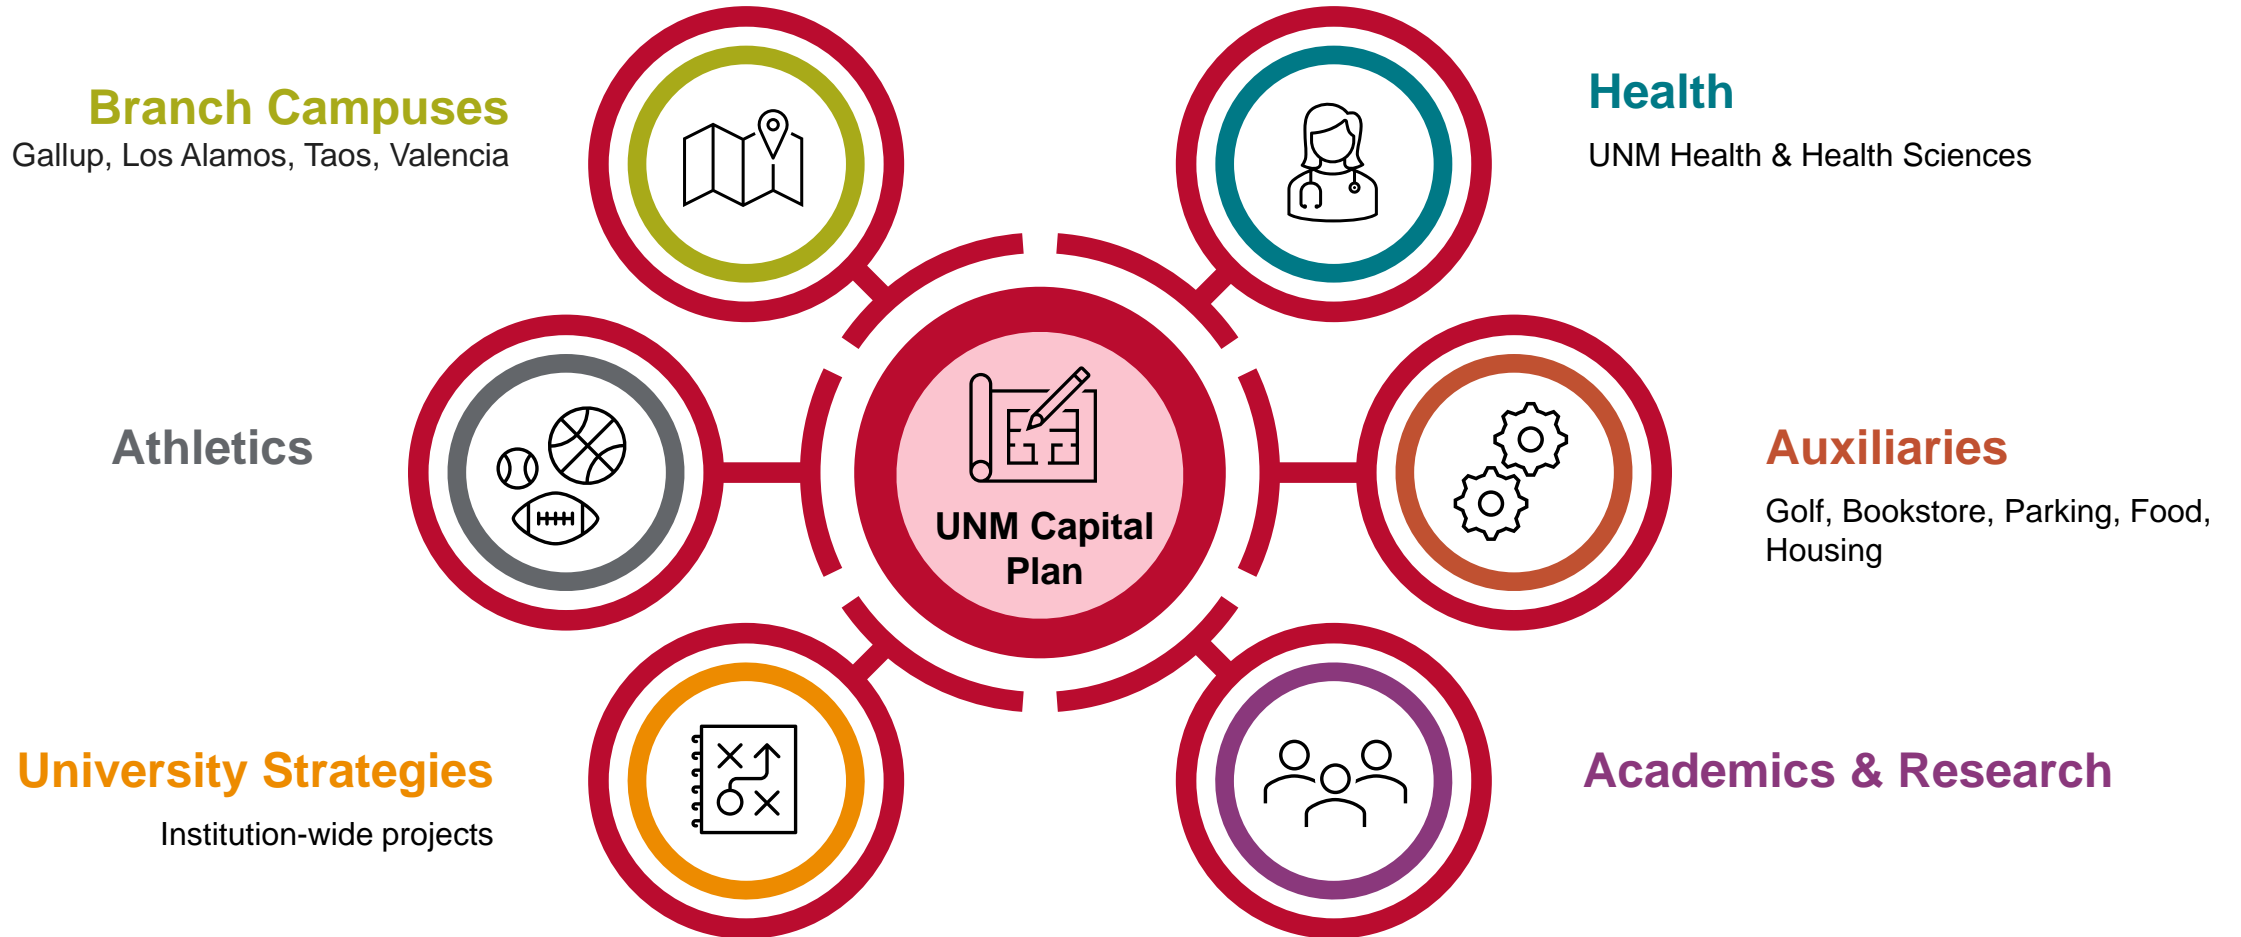 Branch Campuses
Gallup, Los Alamos, Taos, Valencia
Health
UNM Health & Health Sciences
Athletics
UNM Capital
Plan
Auxiliaries
Golf, Bookstore, Parking, Food,
Housing
University Strategies
Institution-wide projects
Academics & Research